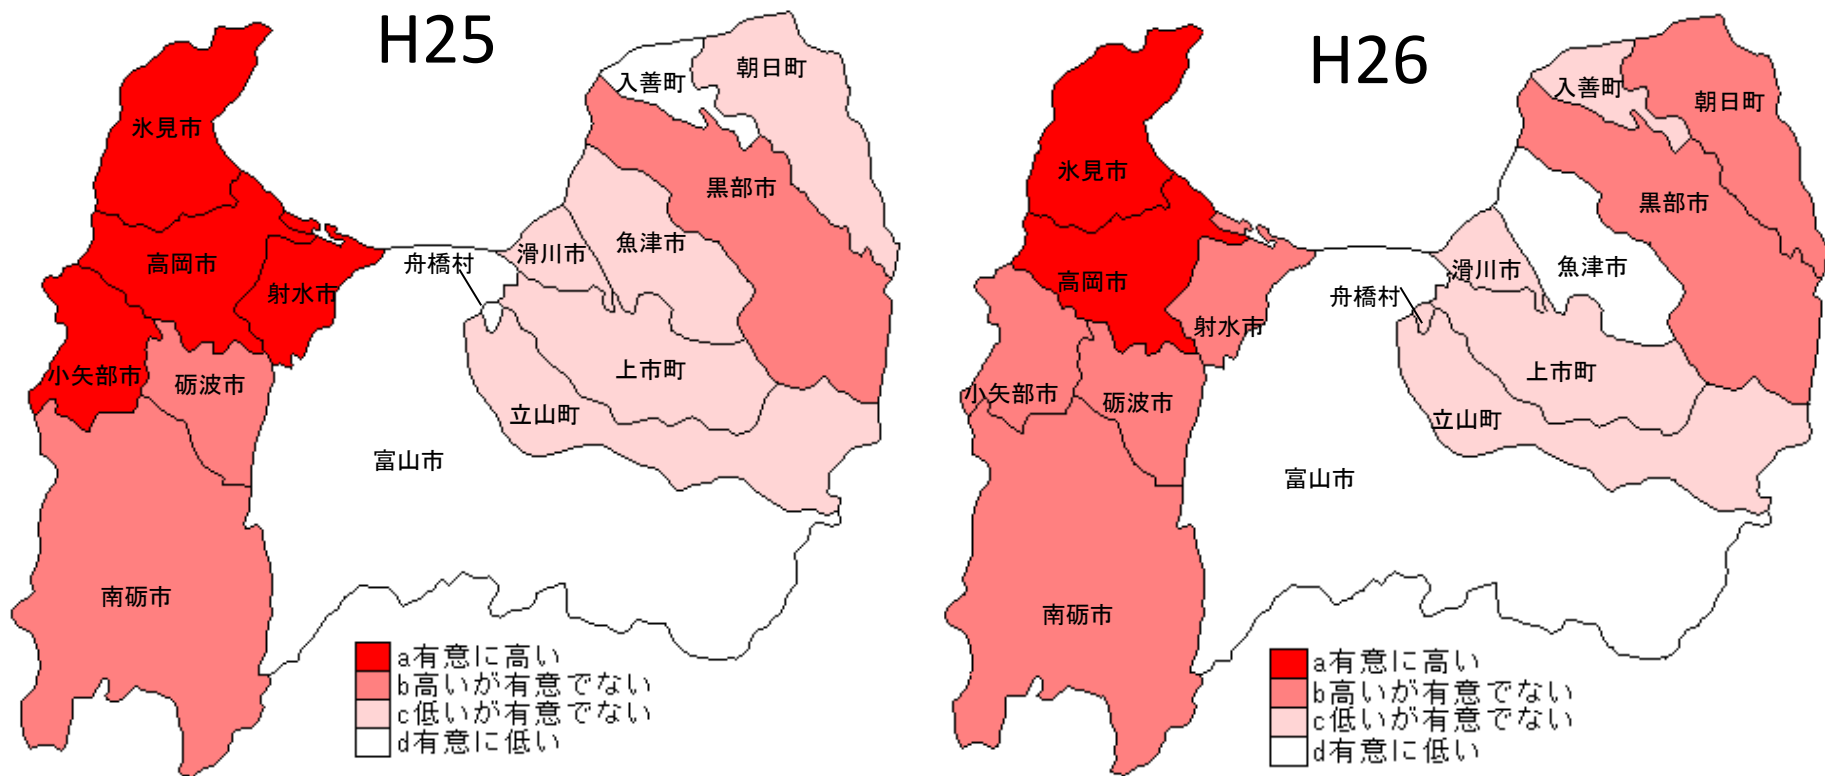 H25
入善町
朝日町
氷見市
黒部市
魚津市
滑川市
舟橋村
高岡市
射水市
小矢部市
砺波市
上市町
立山町
富山市
南砺市
a有意に高い
b高いが有意でない
c低いが有意でない
d有意に低い
H26
入善町
朝日町
氷見市
黒部市
魚津市
滑川市
舟橋村
高岡市
射水市
小矢部市
砺波市
上市町
立山町
富山市
南砺市
a有意に高い
b高いが有意でない
c低いが有意でない
d有意に低い